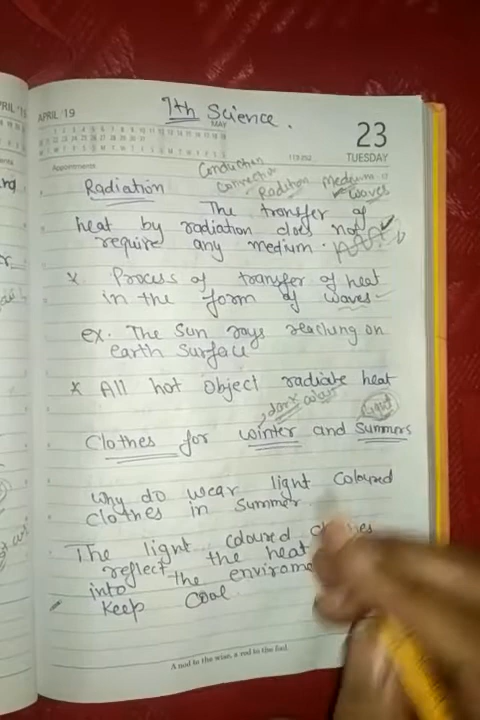 APRIL '19
7th Science.
MAY
23
TUESDAY
Appointments
Conduction
Convection
Radition Medium
waves
Radiation
The transfer of
heat by radiation does not
require any medium.
* Process of transfer of heat
in the form of waves
ex. The Sun rays reaching on
earth Surface
* All hot object radiate heat
dark colour
light
Clothes for winter and Summers
Why do wear light coloured
clothes in Summer
The light coloured
reflect the heat
into the
Keep Cool
A nod to the wise, a rod to the fool.